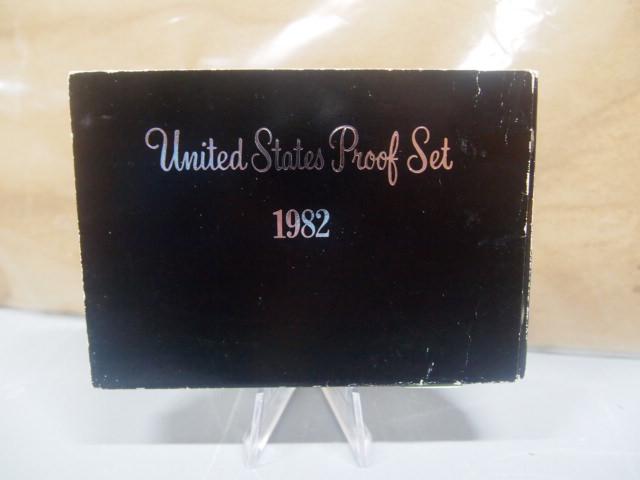 United States Proof Set
1982